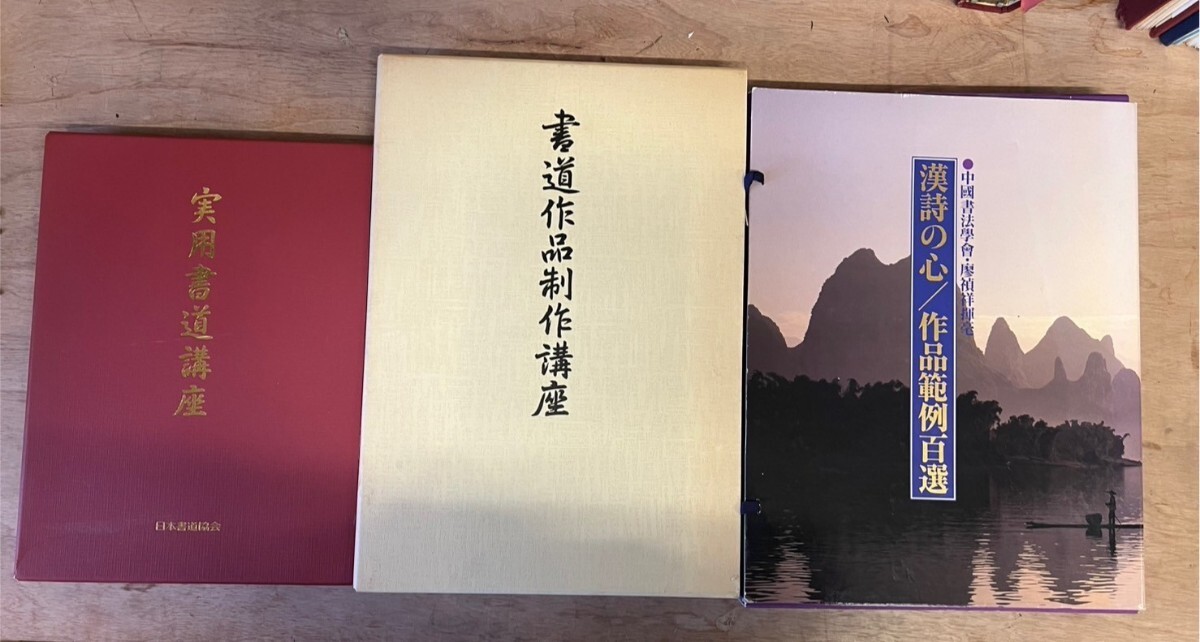 実用書道講座
日本書道協会
書道作品制作講座
●中國書法學會・廖禎祥揮毫
漢詩の心／作品範例百選